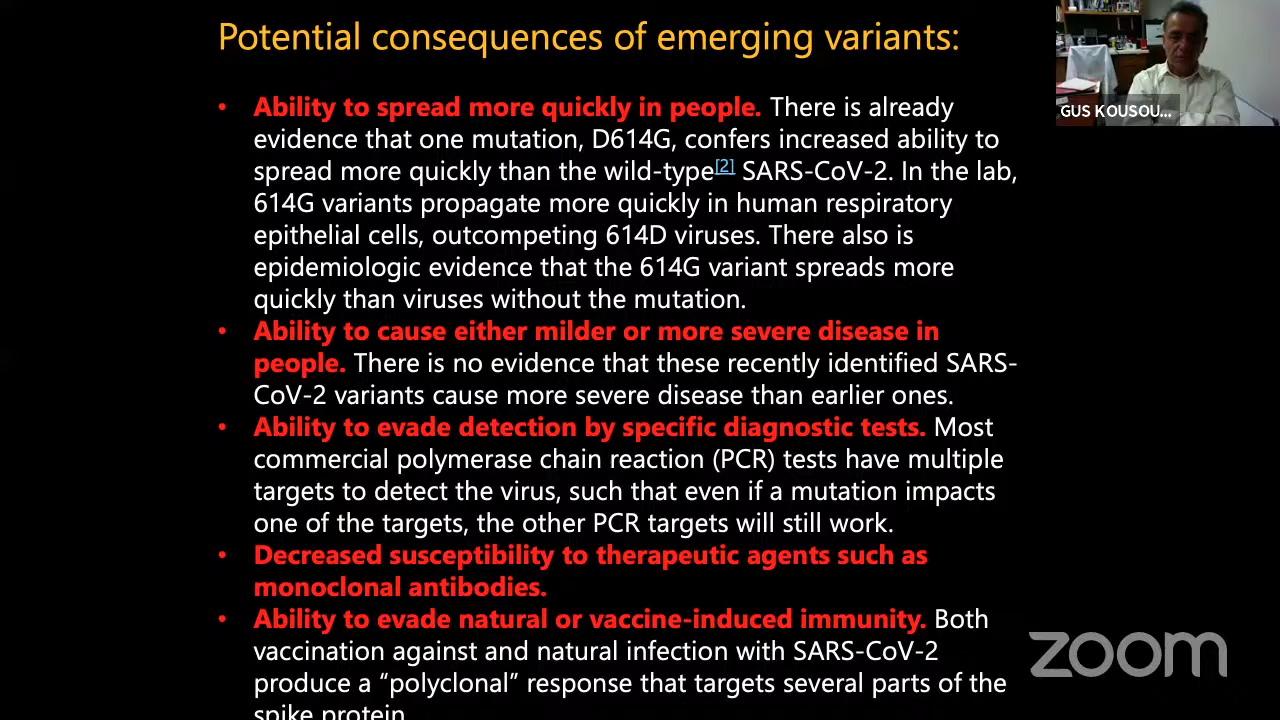 Potential consequences of emerging variants:
• Ability to spread more quickly in people. There is already
evidence that one mutation, D614G, confers increased ability to
spread more quickly than the wild-type[2] SARS-CoV-2. In the lab,
614G variants propagate more quickly in human respiratory
epithelial cells, outcompeting 614D viruses. There also is
epidemiologic evidence that the 614G variant spreads more
quickly than viruses without the mutation.
• Ability to cause either milder or more severe disease in
people. There is no evidence that these recently identified SARS-
CoV-2 variants cause more severe disease than earlier ones.
• Ability to evade detection by specific diagnostic tests. Most
commercial polymerase chain reaction (PCR) tests have multiple
targets to detect the virus, such that even if a mutation impacts
one of the targets, the other PCR targets will still work.
• Decreased susceptibility to therapeutic agents such as
monoclonal antibodies.
• Ability to evade natural or vaccine-induced immunity. Both
vaccination against and natural infection with SARS-CoV-2
produce a “polyclonal” response that targets several parts of the
spike protein
GUS KOUSOU...
zoom